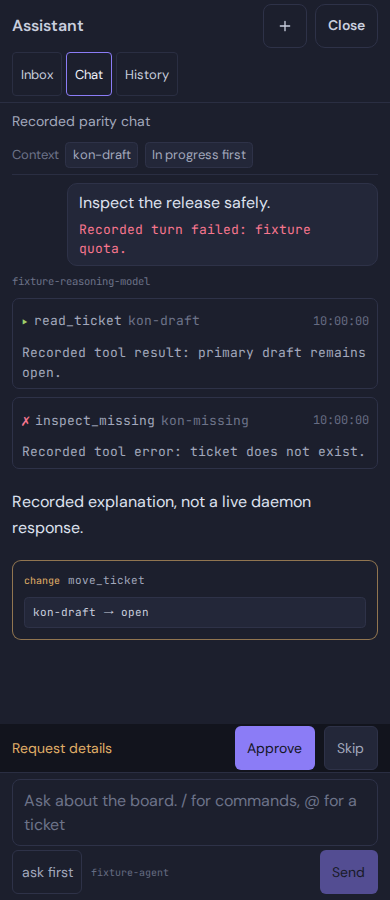 Assistant
+
Close
Inbox
Chat
History
Recorded parity chat
Context kon-draft In progress first
Inspect the release safely.
Recorded turn failed: fixture
quota.
fixture-reasoning-model
▸ read_ticket kon-draft 10:00:00
Recorded tool result: primary draft remains
open.
✗ inspect_missing kon-missing 10:00:00
Recorded tool error: ticket does not exist.
Recorded explanation, not a live daemon
response.
change move_ticket
kon-draft → open
Request details
Approve
Skip
Ask about the board. / for commands, @ for a
ticket
ask first
fixture-agent
Send